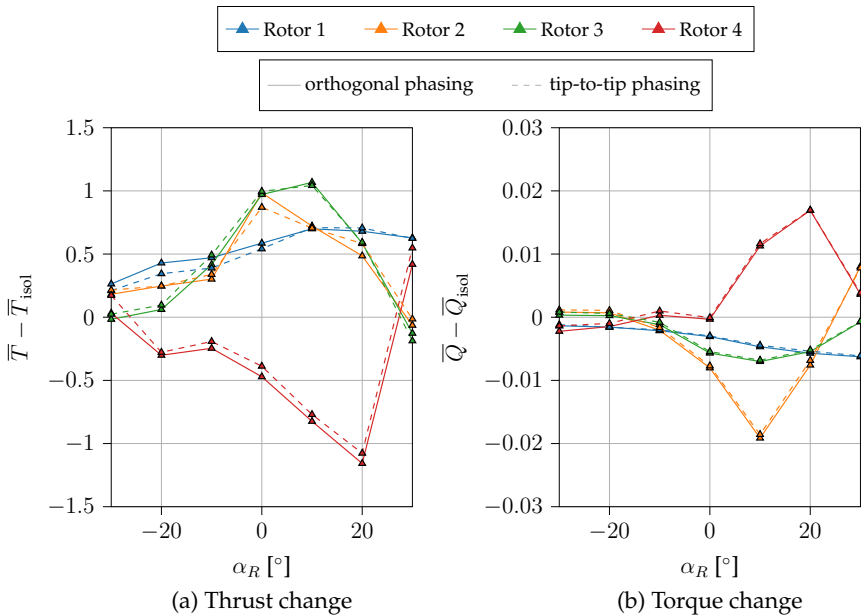 Rotor 1 Rotor 2 Rotor 3 Rotor 4
orthogonal phasing tip-to-tip phasing
1.5
1
0.5
0
−0.5
−1
−1.5
−20 0 20
T̅ − T̅isol
α_R [°]
(a) Thrust change
0.03
0.02
0.01
0
−0.01
−0.02
−0.03
−20 0 20
Q̅ − Q̅isol
α_R [°]
(b) Torque change